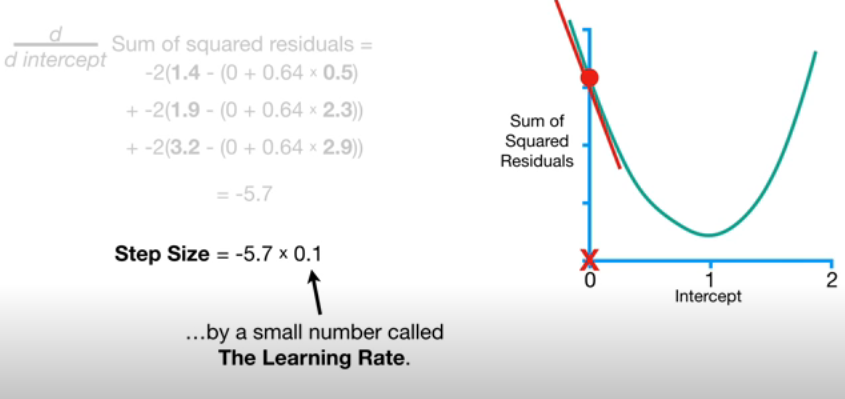 d
d intercept
Sum of squared residuals =
-2(1.4 - (0 + 0.64 × 0.5)
+ -2(1.9 - (0 + 0.64 × 2.3))
+ -2(3.2 - (0 + 0.64 × 2.9))
= -5.7
Step Size = -5.7 × 0.1
...by a small number called
The Learning Rate.
Sum of
Squared
Residuals
X
0 1 2
Intercept